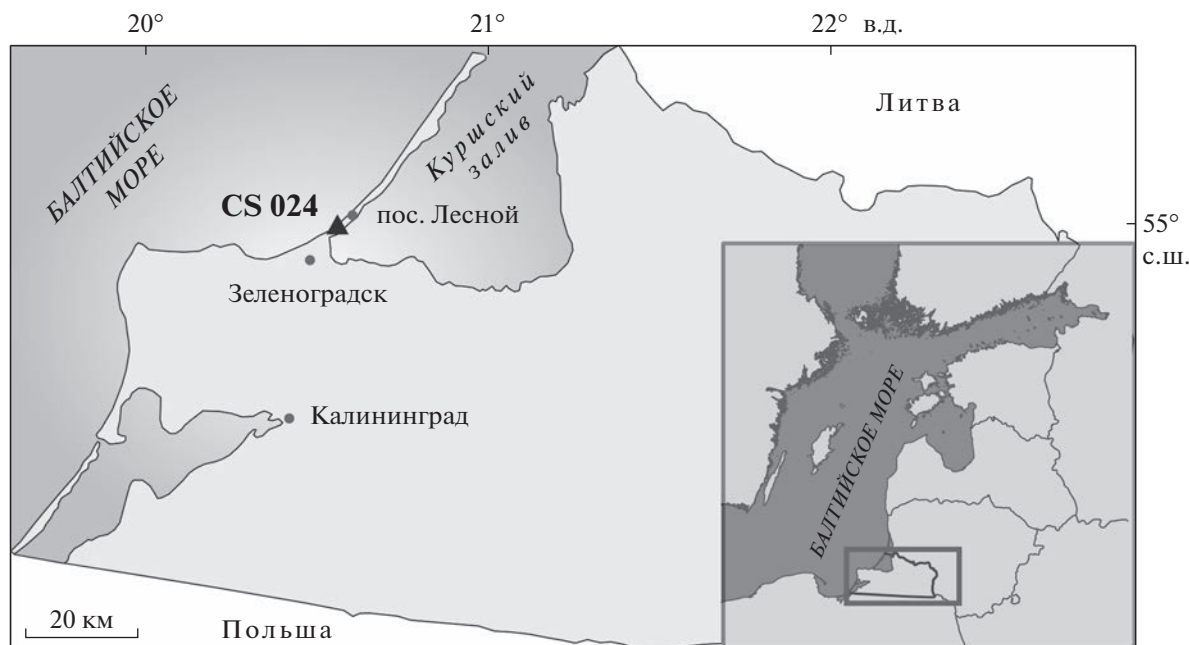 20°
21°
22° в.д.
БАЛТИЙСКОЕ
МОРЕ
Куршский
залив
Литва
CS 024
пос. Лесной
55°
с.ш.
Зеленоградск
Калининград
БАЛТИЙСКОЕ МОРЕ
20 км
Польша